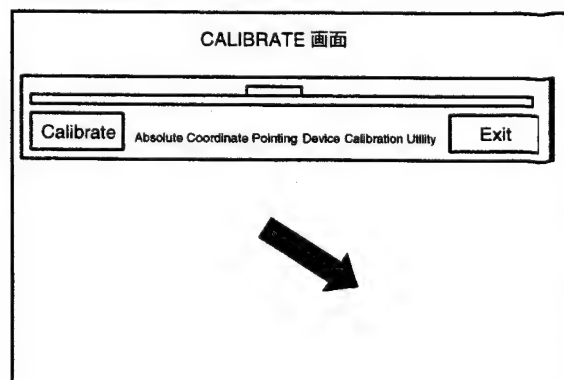 CALIBRATE 画面
Calibrate Absolute Coordinate Pointing Device Calibration Utility Exit